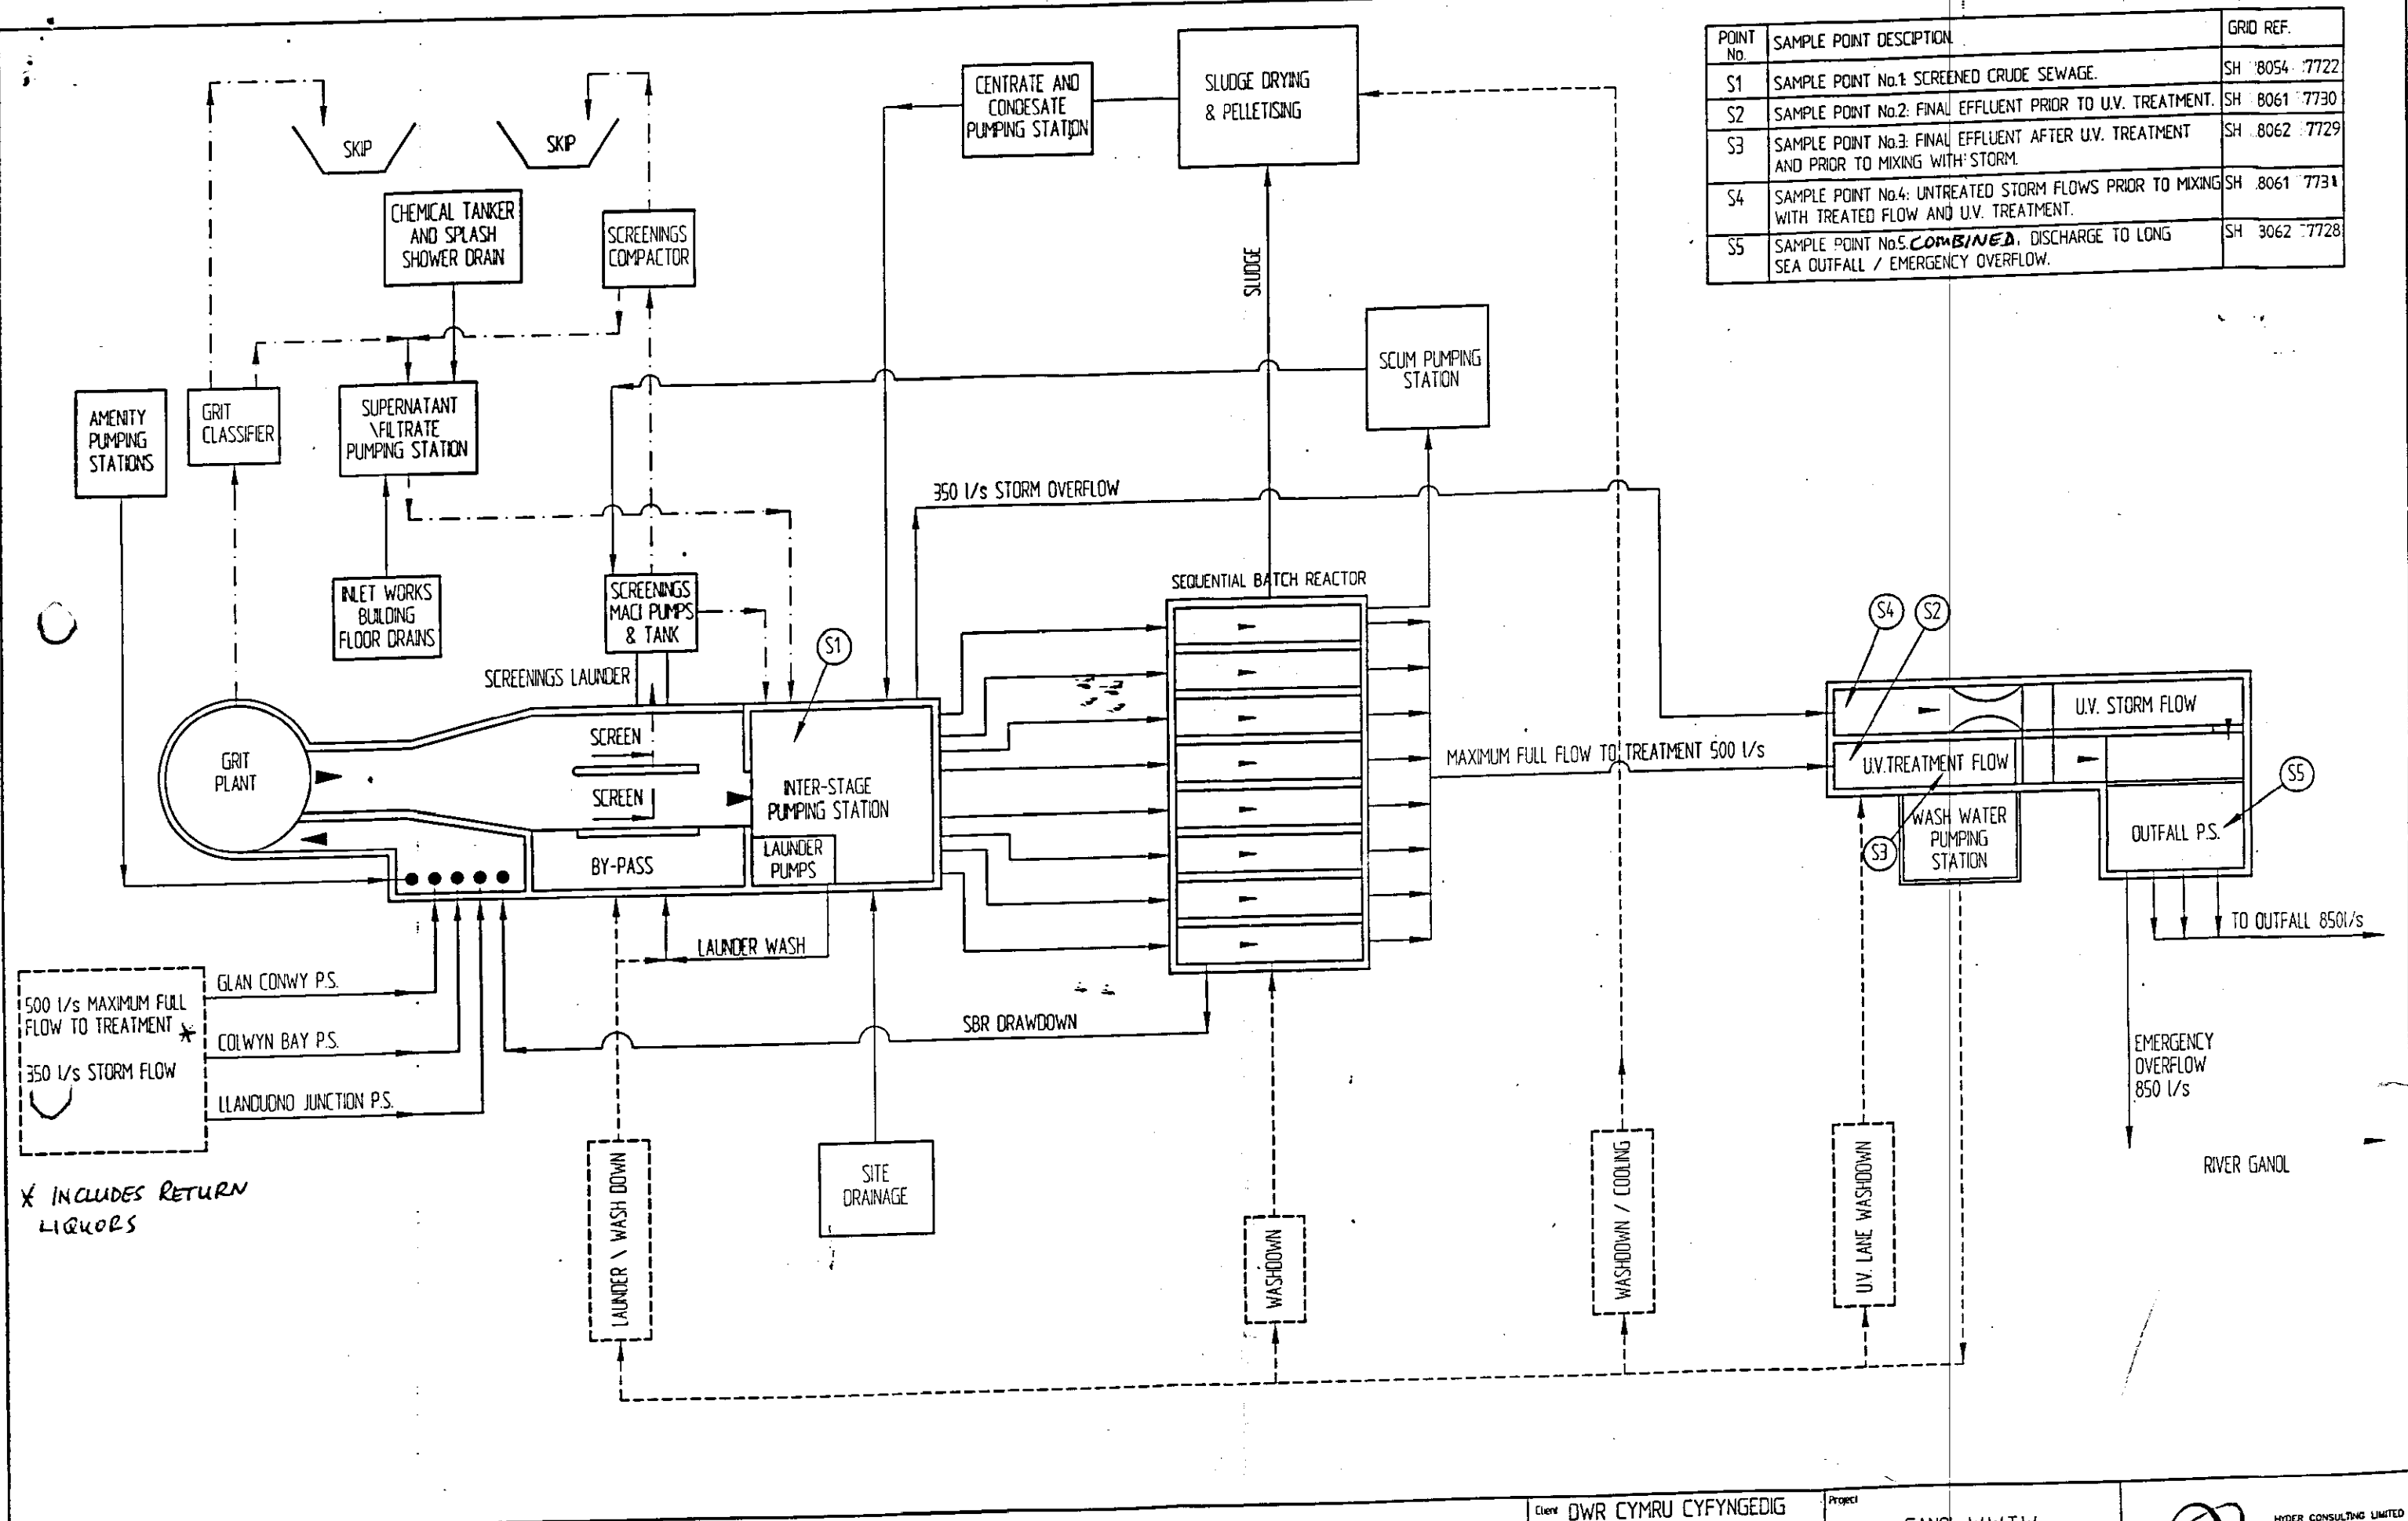 POINT No.
SAMPLE POINT DESCIPTION
GRID REF.
S1
SAMPLE POINT No.1: SCREENED CRUDE SEWAGE.
SH 8054 7722
S2
SAMPLE POINT No.2: FINAL EFFLUENT PRIOR TO U.V. TREATMENT.
SH 8061 7730
S3
SAMPLE POINT No.3: FINAL EFFLUENT AFTER U.V. TREATMENT
AND PRIOR TO MIXING WITH STORM.
SH 8062 7729
S4
SAMPLE POINT No.4: UNTREATED STORM FLOWS PRIOR TO MIXING
WITH TREATED FLOW AND U.V. TREATMENT.
SH 8061 7731
S5
SAMPLE POINT No.5. COMBINED. DISCHARGE TO LONG
SEA OUTFALL / EMERGENCY OVERFLOW.
SH 3062 7728
CENTRATE AND
CONDESATE
PUMPING STATION
SLUDGE DRYING
& PELLETISING
SKIP
SKIP
CHEMICAL TANKER
AND SPLASH
SHOWER DRAIN
SCREENINGS
COMPACTOR
SLUDGE
SCUM PUMPING
STATION
AMENITY
PUMPING
STATIONS
GRIT
CLASSIFIER
SUPERNATANT
\FILTRATE
PUMPING STATION
350 l/s STORM OVERFLOW
INLET WORKS
BUILDING
FLOOR DRAINS
SCREENINGS
MACI PUMPS
& TANK
SEQUENTIAL BATCH REACTOR
S1
S4
S2
SCREENINGS LAUNDER
GRIT
PLANT
SCREEN
SCREEN
INTER-STAGE
PUMPING STATION
LAUNDER
PUMPS
BY-PASS
MAXIMUM FULL FLOW TO TREATMENT 500 l/s
U.V. STORM FLOW
U.V.TREATMENT FLOW
S5
WASH WATER
PUMPING
STATION
S3
OUTFALL P.S.
TO OUTFALL 850l/s
LAUNDER WASH
500 l/s MAXIMUM FULL
FLOW TO TREATMENT *
350 l/s STORM FLOW
GLAN CONWY P.S.
COLWYN BAY P.S.
LLANDUDNO JUNCTION P.S.
SBR DRAWDOWN
EMERGENCY
OVERFLOW
850 l/s
RIVER GANOL
* INCLUDES RETURN
LIQUORS
SITE
DRAINAGE
LAUNDER \ WASH DOWN
WASHDOWN
WASHDOWN / COOLING
U.V. LANE WASHDOWN
Client DWR CYMRU CYFYNGEDIG
Project
HYDER CONSULTING LIMITED